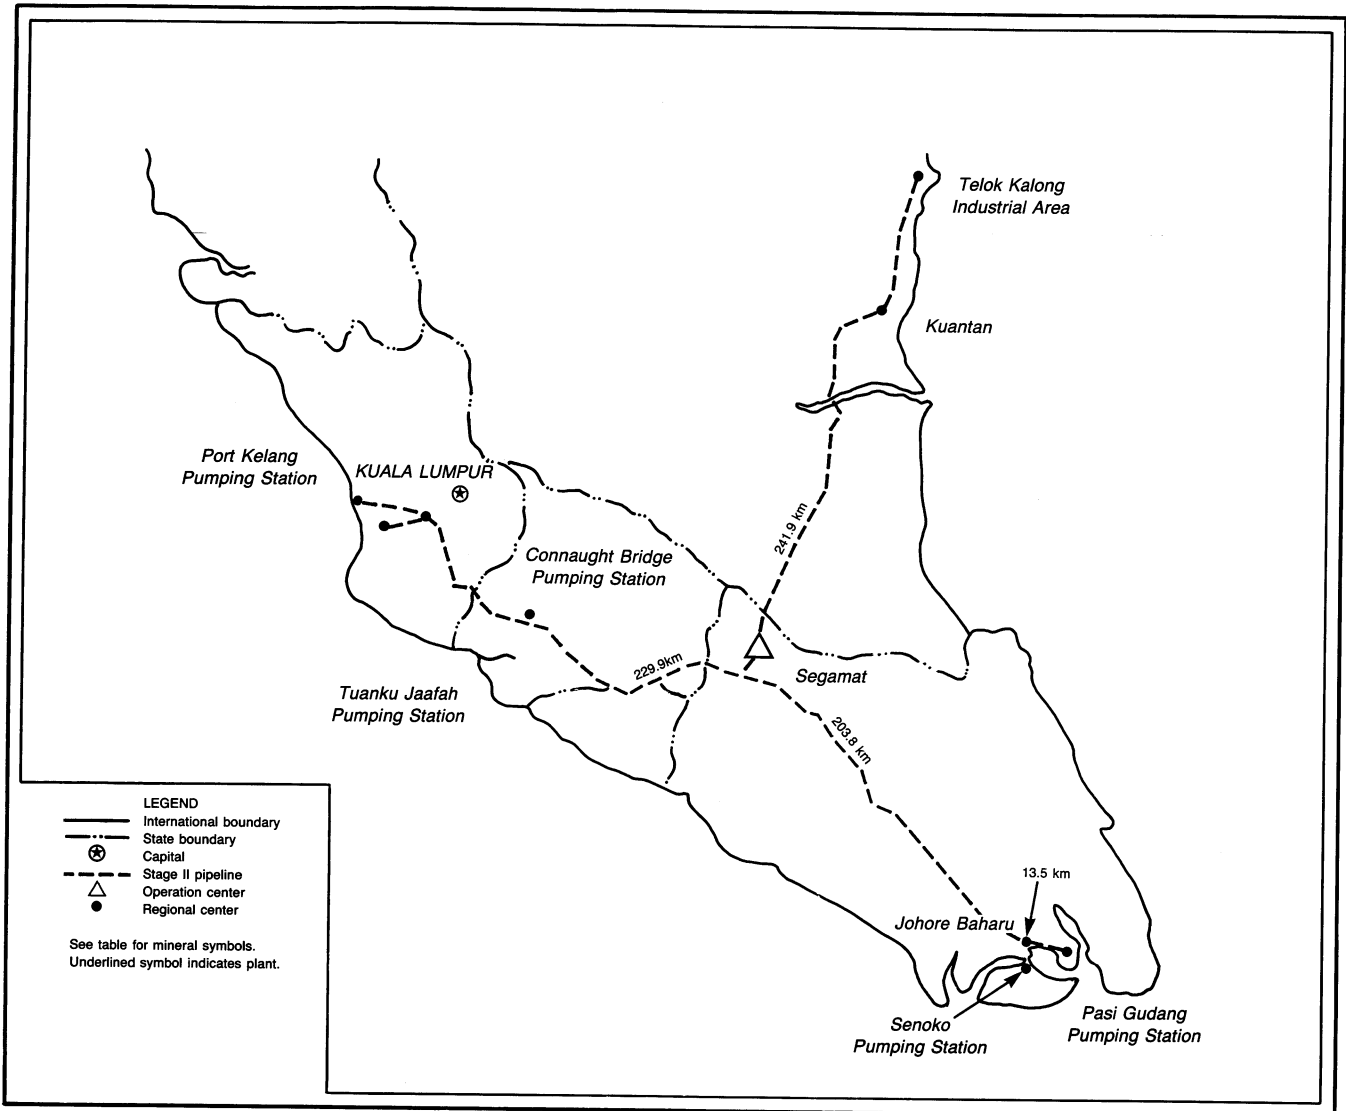 Telok Kalong
Industrial Area
Kuantan
Port Kelang
Pumping Station
KUALA LUMPUR
241.9 km
Connaught Bridge
Pumping Station
229.9km
Segamat
Tuanku Jaafah
Pumping Station
203.8 km
LEGEND
International boundary
State boundary
Capital
Stage II pipeline
Operation center
Regional center
See table for mineral symbols.
Underlined symbol indicates plant.
13.5 km
Johore Baharu
Senoko
Pumping Station
Pasi Gudang
Pumping Station